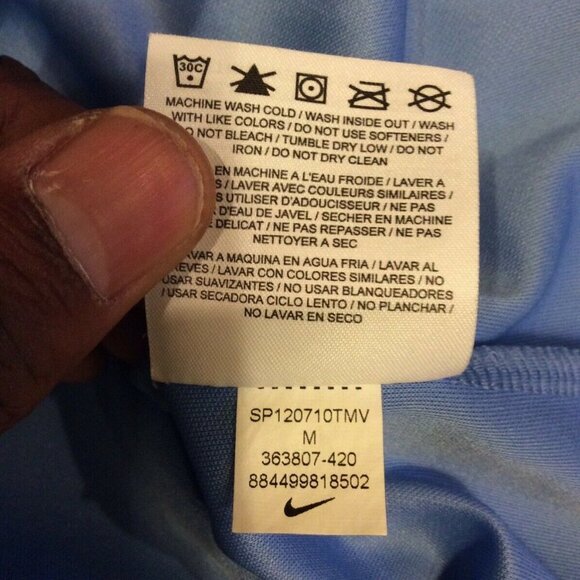 30C
MACHINE WASH COLD / WASH INSIDE OUT / WASH
WITH LIKE COLORS / DO NOT USE SOFTENERS /
DO NOT BLEACH / TUMBLE DRY LOW / DO NOT
IRON / DO NOT DRY CLEAN
EN MACHINE A L'EAU FROIDE / LAVER A
/ LAVER AVEC COULEURS SIMILAIRES /
UTILISER D'ADOUCISSEUR / NE PAS
D'EAU DE JAVEL / SECHER EN MACHINE
DELICAT / NE PAS REPASSER / NE PAS
NETTOYER A SEC
LAVAR A MAQUINA EN AGUA FRIA / LAVAR AL
/ LAVAR CON COLORES SIMILARES / NO
USAR SUAVIZANTES / NO USAR BLANQUEADORES
/ USAR SECADORA CICLO LENTO / NO PLANCHAR /
NO LAVAR EN SECO
SP120710TMV
M
363807-420
884499818502